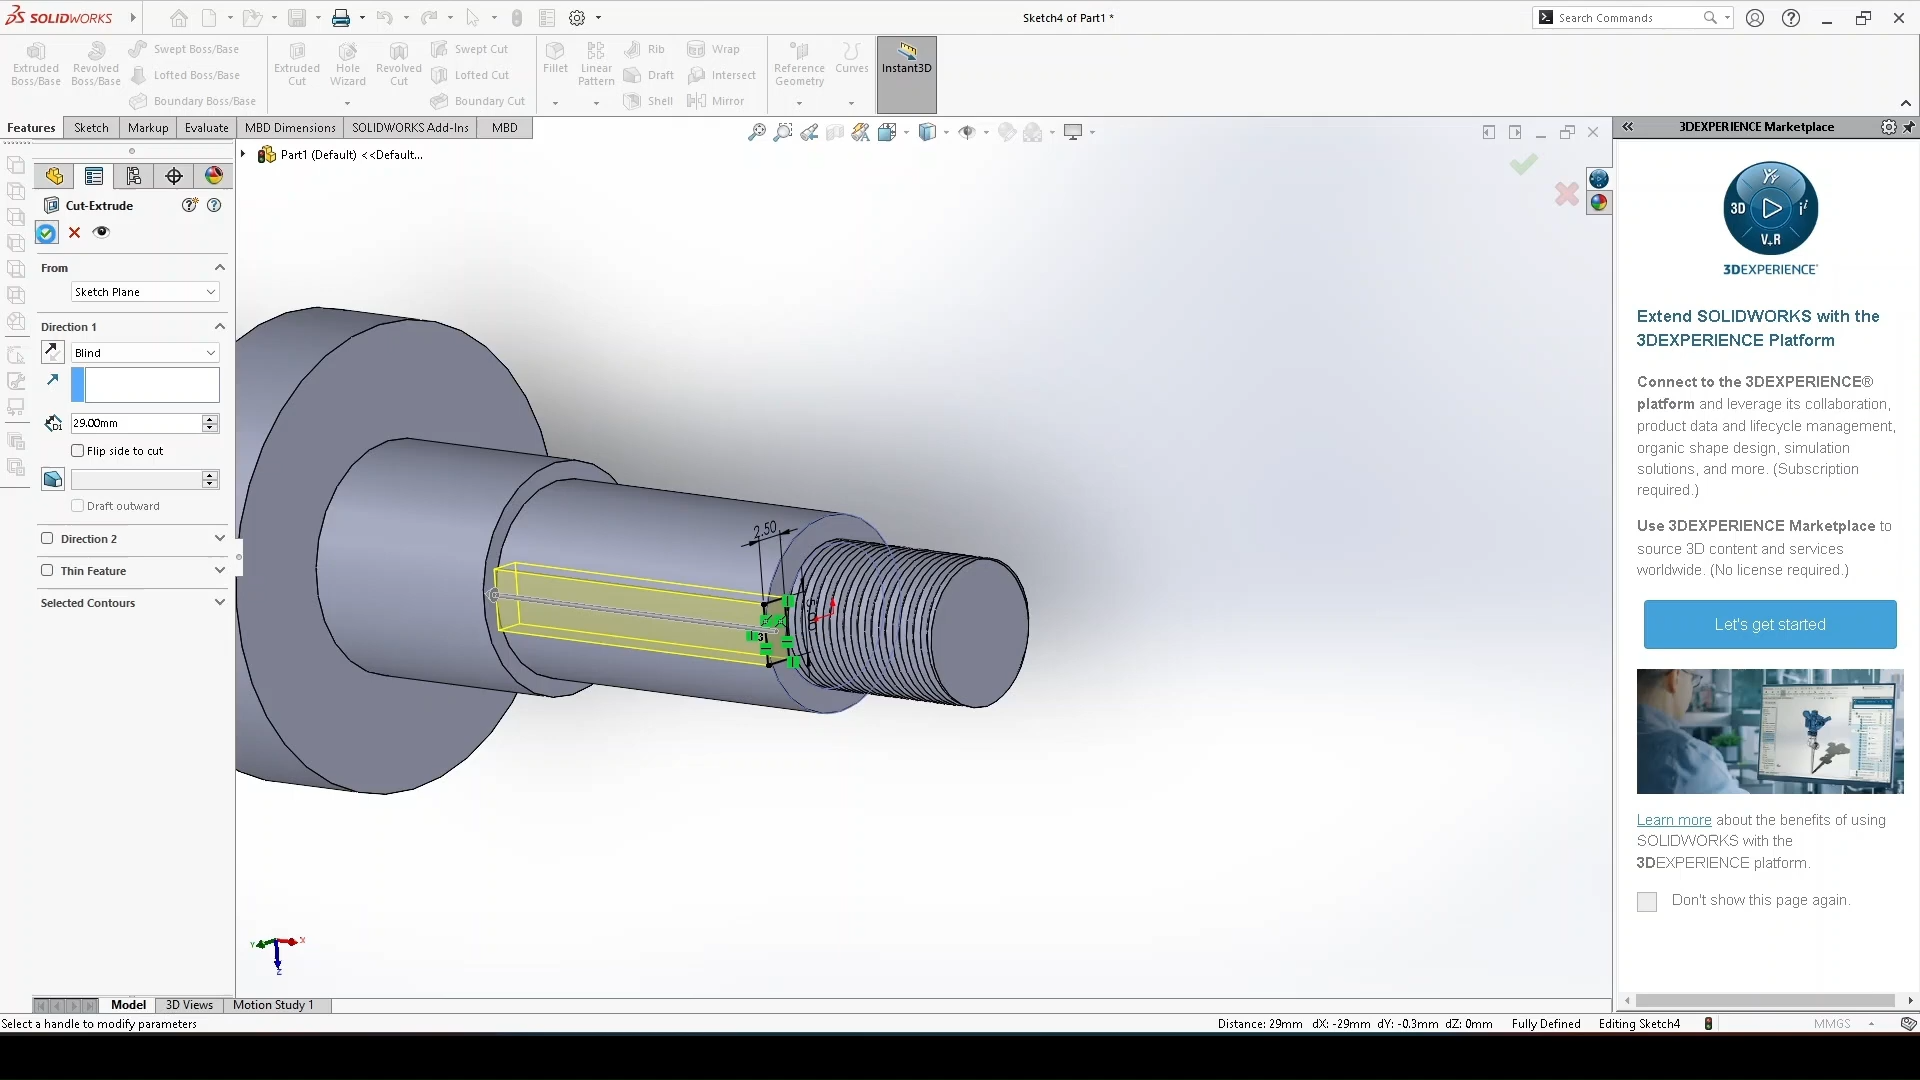 SOLIDWORKS
Sketch4 of Part1 *
Search Commands
Extruded Boss/Base
Revolved Boss/Base
Swept Boss/Base
Lofted Boss/Base
Boundary Boss/Base
Extruded Cut
Hole Wizard
Revolved Cut
Swept Cut
Lofted Cut
Boundary Cut
Fillet
Linear Pattern
Rib
Draft
Shell
Wrap
Intersect
Mirror
Reference Geometry
Curves
Instant3D
Features
Sketch
Markup
Evaluate
MBD Dimensions
SOLIDWORKS Add-Ins
MBD
Part1 (Default) <<Default...
Cut-Extrude
From
Sketch Plane
Direction 1
Blind
D1
29.00mm
Flip side to cut
Draft outward
Direction 2
Thin Feature
Selected Contours
2.50
Y
X
Z
Model
3D Views
Motion Study 1
Select a handle to modify parameters
Distance: 29mm dX: -29mm dY: -0.3mm dZ: 0mm
Fully Defined
Editing Sketch4
MMGS
3DEXPERIENCE Marketplace
3D
V+R
3DEXPERIENCE
Extend SOLIDWORKS with the
3DEXPERIENCE Platform
Connect to the 3DEXPERIENCE®
platform and leverage its collaboration,
product data and lifecycle management,
organic shape design, simulation
solutions, and more. (Subscription
required.)
Use 3DEXPERIENCE Marketplace to
source 3D content and services
worldwide. (No license required.)
Let's get started
Learn more about the benefits of using
SOLIDWORKS with the
3DEXPERIENCE platform.
Don't show this page again.